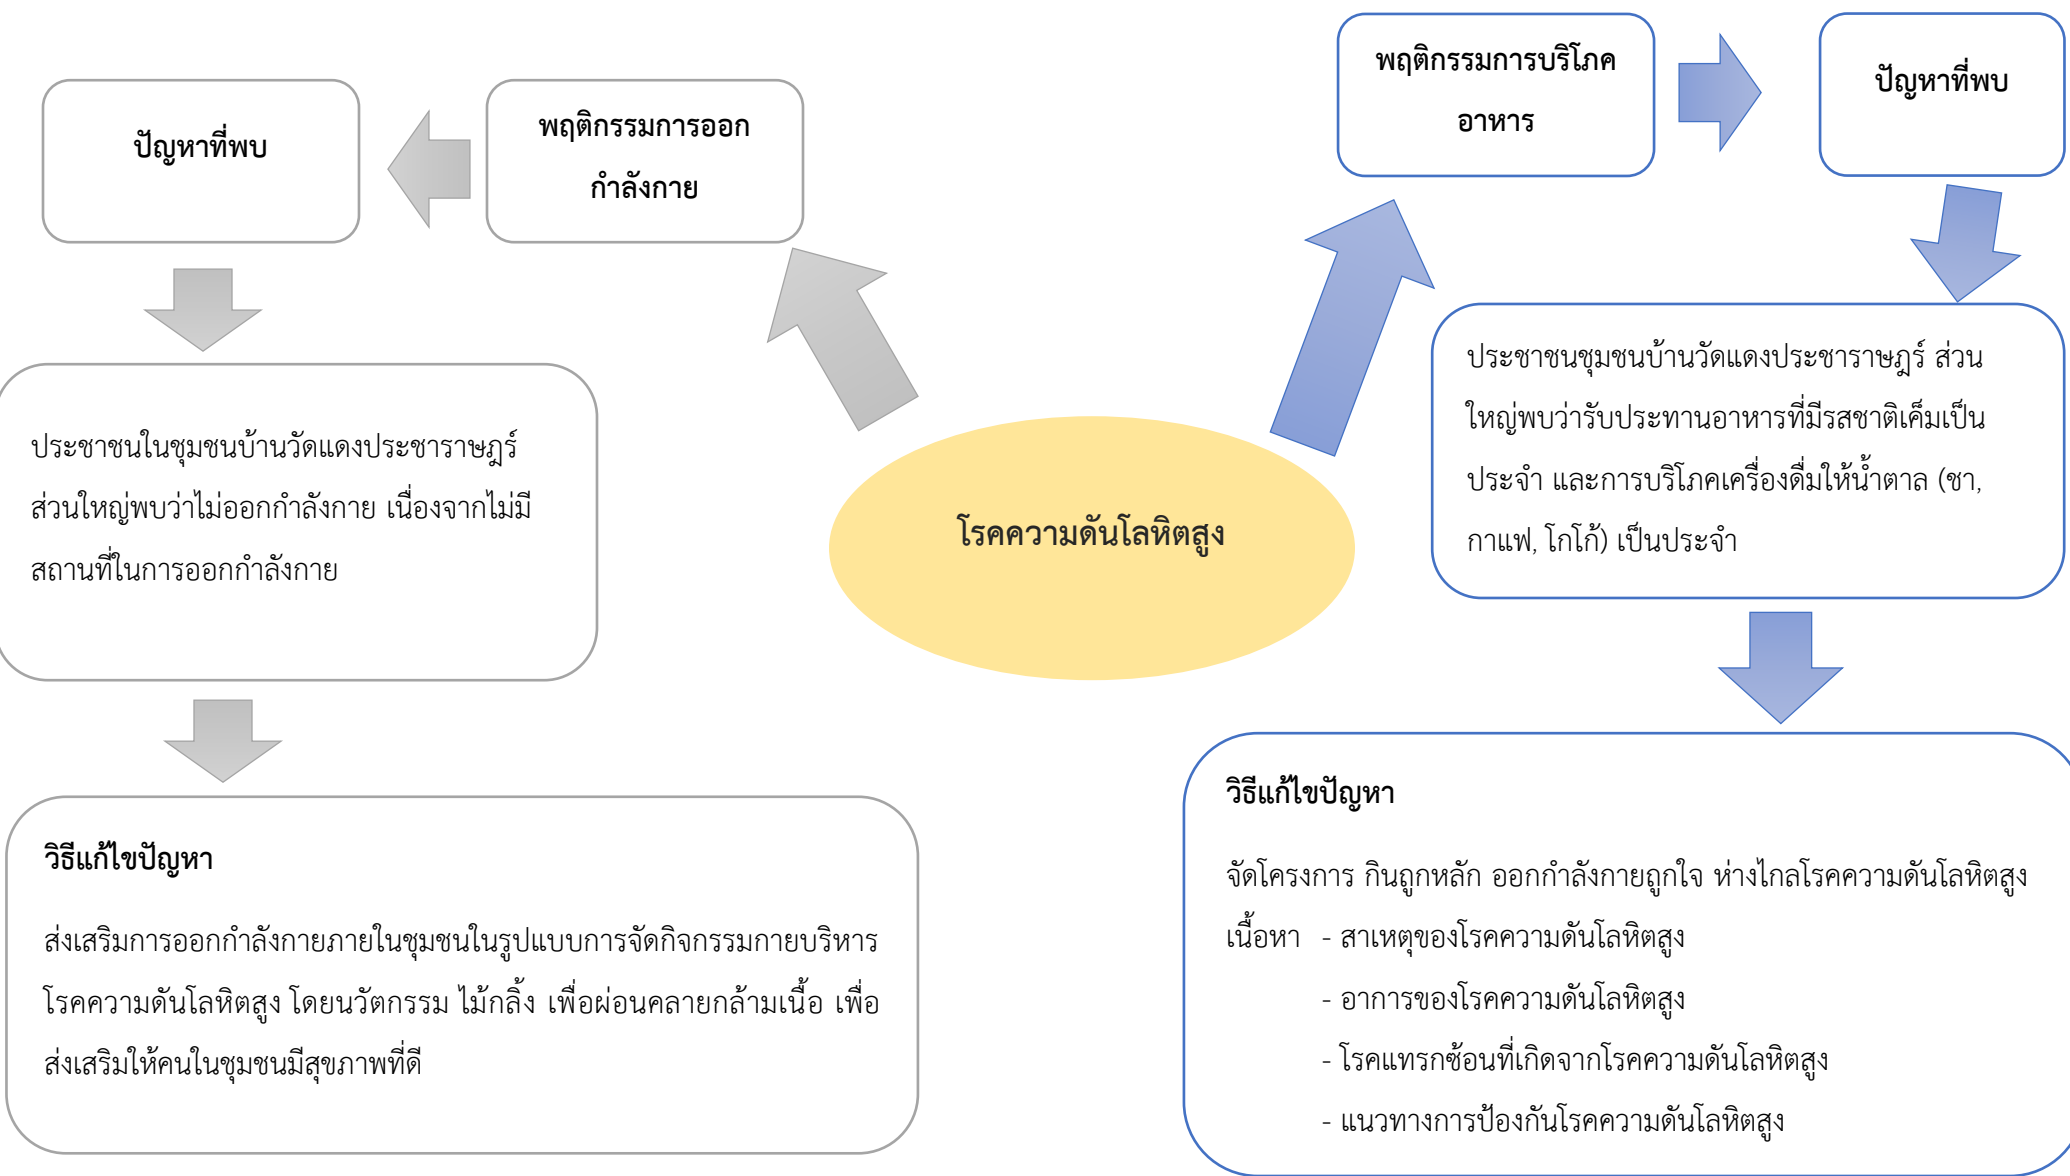 ปัญหาที่พบ
พฤติกรรมการออก
กำลังกาย
ประชาชนในชุมชนบ้านวัดแดงประชาราษฎร์
ส่วนใหญ่พบว่าไม่ออกกำลังกาย เนื่องจากไม่มี
สถานที่ในการออกกำลังกาย
วิธีแก้ไขปัญหา
ส่งเสริมการออกกำลังกายภายในชุมชนในรูปแบบการจัดกิจกรรมกายบริหาร
โรคความดันโลหิตสูง โดยนวัตกรรม ไม้กลิ้ง เพื่อผ่อนคลายกล้ามเนื้อ เพื่อ
ส่งเสริมให้คนในชุมชนมีสุขภาพที่ดี
โรคความดันโลหิตสูง
พฤติกรรมการบริโภค
อาหาร
ปัญหาที่พบ
ประชาชนชุมชนบ้านวัดแดงประชาราษฎร์ ส่วน
ใหญ่พบว่ารับประทานอาหารที่มีรสชาติเค็มเป็น
ประจำ และการบริโภคเครื่องดื่มให้น้ำตาล (ชา,
กาแฟ, โกโก้) เป็นประจำ
วิธีแก้ไขปัญหา
จัดโครงการ กินถูกหลัก ออกกำลังกายถูกใจ ห่างไกลโรคความดันโลหิตสูง
เนื้อหา - สาเหตุของโรคความดันโลหิตสูง
- อาการของโรคความดันโลหิตสูง
- โรคแทรกซ้อนที่เกิดจากโรคความดันโลหิตสูง
- แนวทางการป้องกันโรคความดันโลหิตสูง